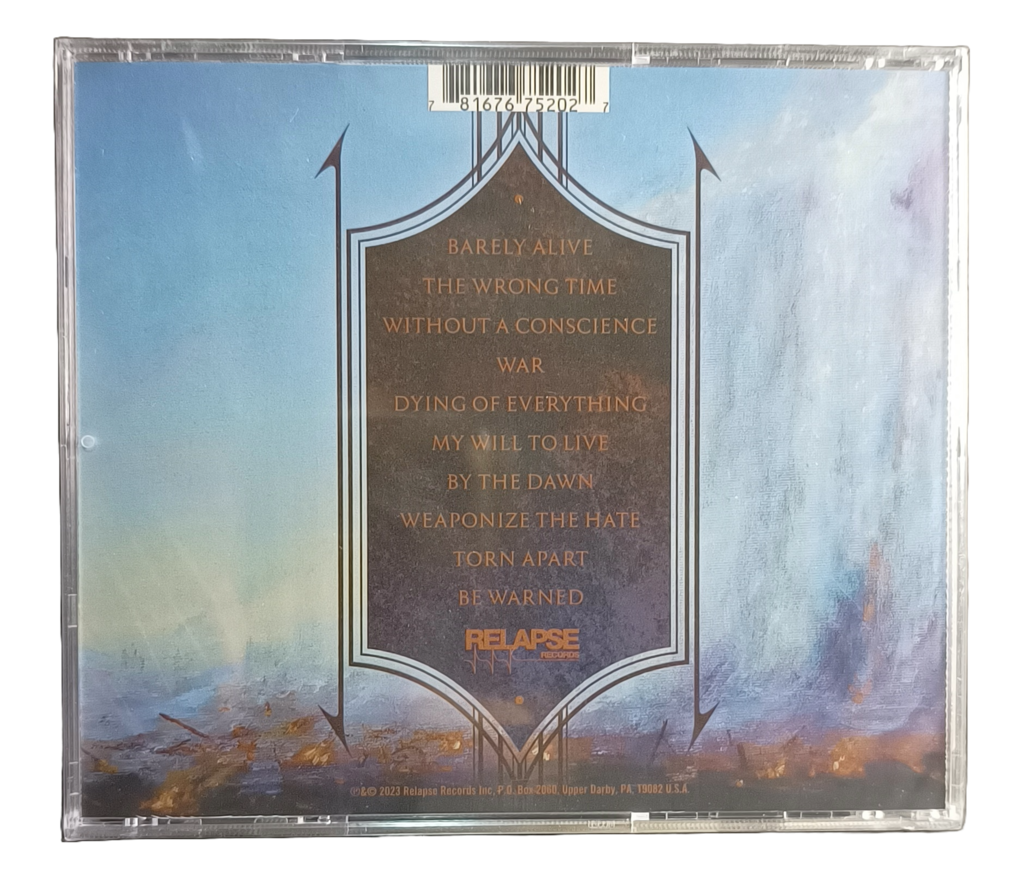 7 81676 75202 7
BARELY ALIVE
THE WRONG TIME
WITHOUT A CONSCIENCE
WAR
DYING OF EVERYTHING
MY WILL TO LIVE
BY THE DAWN
WEAPONIZE THE HATE
TORN APART
BE WARNED
RELAPSE
RECORDS
℗&© 2023 Relapse Records Inc, P.O. Box 2060, Upper Darby, PA, 19082 U.S.A.